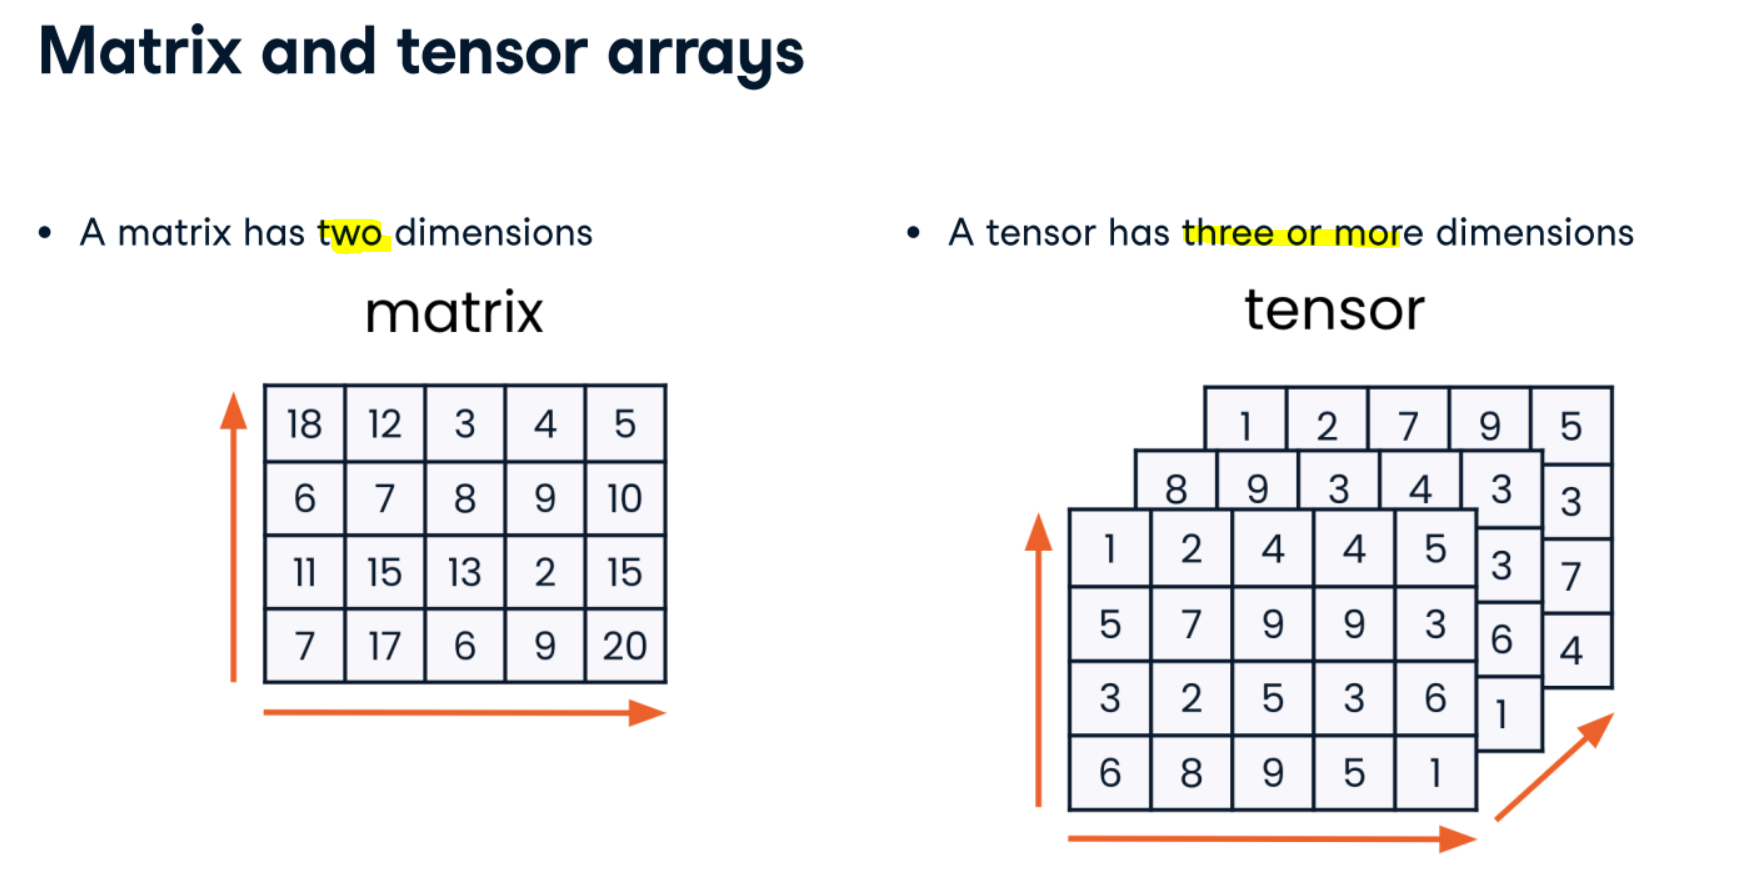 Matrix and tensor arrays
• A matrix has two dimensions
• A tensor has three or more dimensions
matrix
18 12 3 4 5
6 7 8 9 10
11 15 13 2 15
7 17 6 9 20
tensor
1 2 7 9 5
3
7
4
8 9 3 4 3
3
6
1
1 2 4 4 5
5 7 9 9 3
3 2 5 3 6
6 8 9 5 1